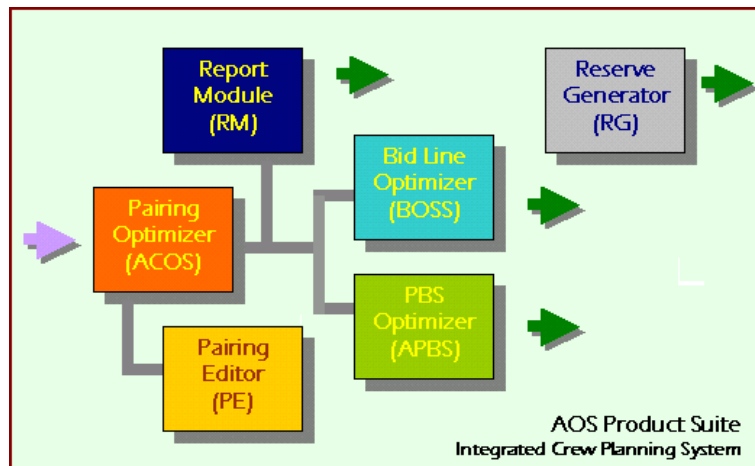 Report
Module
(RM)
Reserve
Generator
(RG)
Bid Line
Optimizer
(BOSS)
Pairing
Optimizer
(ACOS)
PBS
Optimizer
(APBS)
Pairing
Editor
(PE)
AOS Product Suite
Integrated Crew Planning System